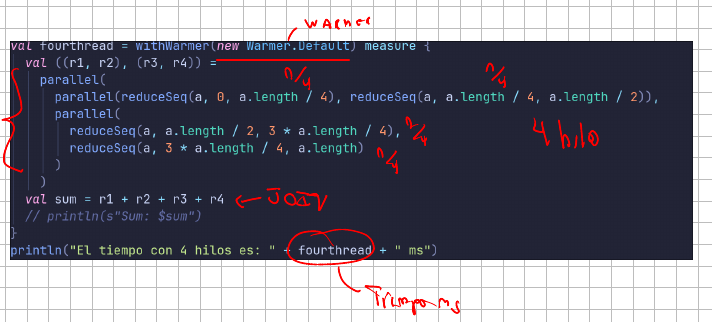 WARMER
val fourthread = withWarmer(new Warmer.Default) measure {
val ((r1, r2), (r3, r4)) =
n/4
n/4
parallel(
parallel(reduceSeq(a, 0, a.length / 4), reduceSeq(a, a.length / 4, a.length / 2)),
parallel(
reduceSeq(a, a.length / 2, 3 * a.length / 4), n/4
4 hilo
reduceSeq(a, 3 * a.length / 4, a.length) n/4
)
)
val sum = r1 + r2 + r3 + r4 ← JOIN
// println(s"Sum: $sum")
}
println("El tiempo con 4 hilos es: " + fourthread + " ms")
Tiempo ms